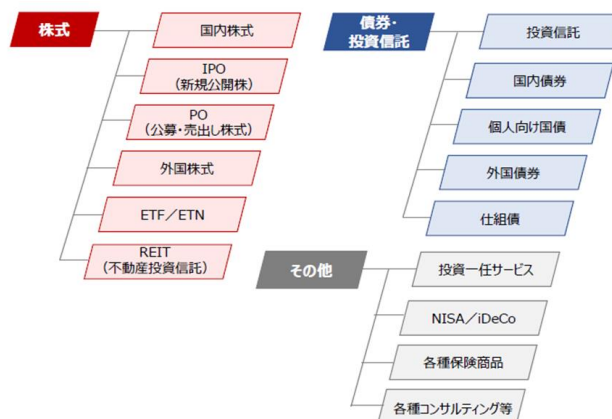 株式
国内株式
IPO
（新規公開株）
PO
（公募・売出し株式）
外国株式
ETF／ETN
REIT
（不動産投資信託）
債券・
投資信託
投資信託
国内債券
個人向け国債
外国債券
仕組債
その他
投資一任サービス
NISA／iDeCo
各種保険商品
各種コンサルティング等